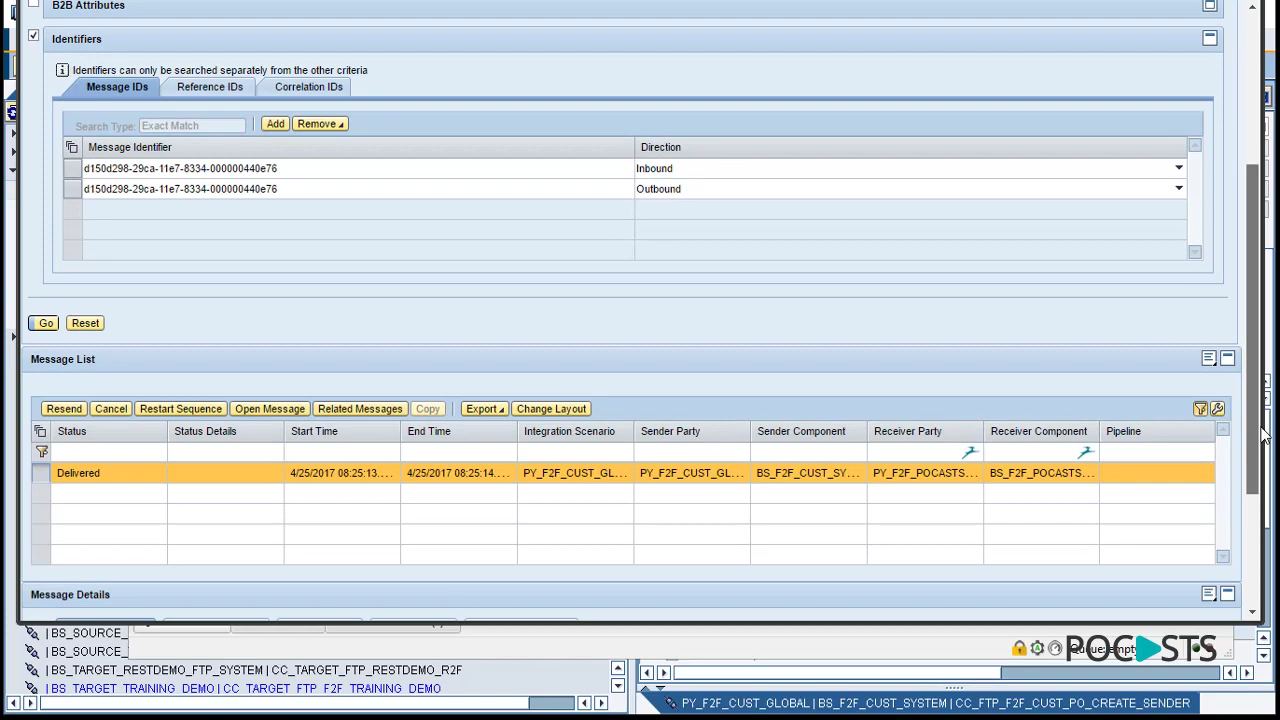 B2B Attributes
Identifiers
Identifiers can only be searched separately from the other criteria
Message IDs Reference IDs Correlation IDs
Search Type: Exact Match Add Remove
Message Identifier Direction
d150d298-29ca-11e7-8334-000000440e76 Inbound
d150d298-29ca-11e7-8334-000000440e76 Outbound
Go Reset
Message List
Resend Cancel Restart Sequence Open Message Related Messages Copy Export Change Layout
Status Status Details Start Time End Time Integration Scenario Sender Party Sender Component Receiver Party Receiver Component Pipeline
Delivered 4/25/2017 08:25:13.... 4/25/2017 08:25:14.... PY_F2F_CUST_GL... PY_F2F_CUST_GL... BS_F2F_CUST_SY... PY_F2F_POCASTS... BS_F2F_POCASTS...
Message Details
| BS_SOURCE_
| BS_SOURCE_
POCASTS
| BS_TARGET_RESTDEMO_FTP_SYSTEM | CC_TARGET_FTP_RESTDEMO_R2F
| BS_TARGET_TRAINING_DEMO | CC_TARGET_FTP_F2F_TRAINING_DEMO
PY_F2F_CUST_GLOBAL | BS_F2F_CUST_SYSTEM | CC_FTP_F2F_CUST_PO_CREATE_SENDER